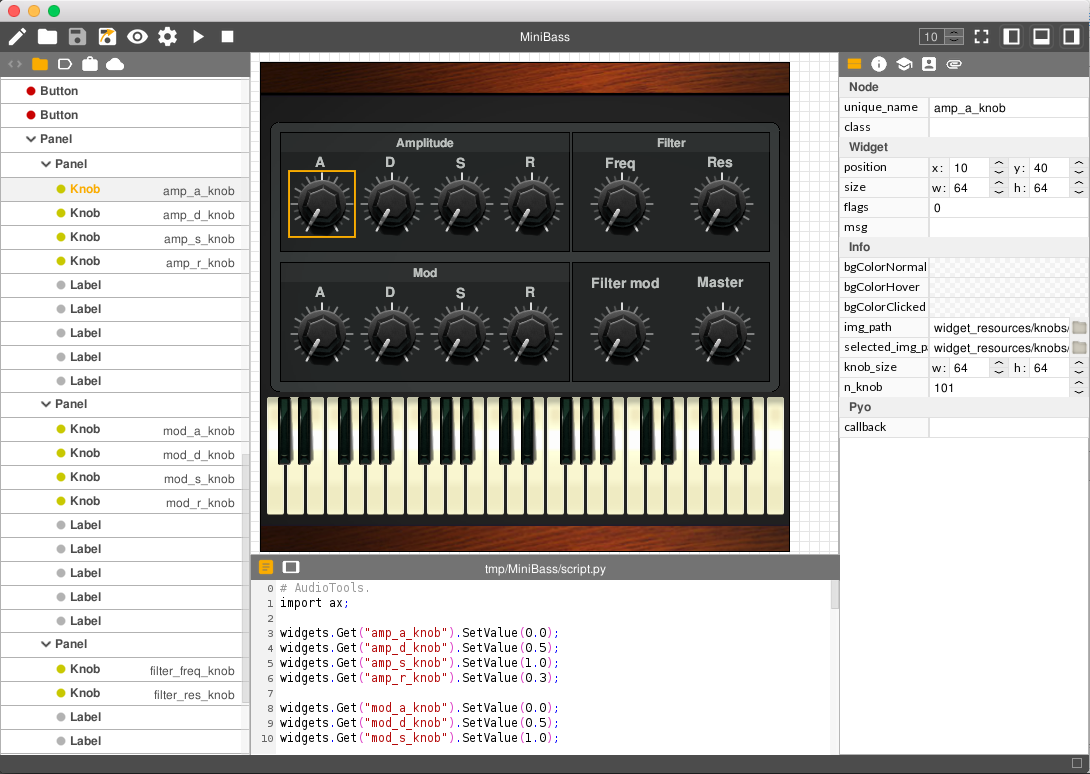 MiniBass
10
Button
Button
Panel
Panel
Knob amp_a_knob
Knob amp_d_knob
Knob amp_s_knob
Knob amp_r_knob
Label
Label
Label
Label
Label
Panel
Knob mod_a_knob
Knob mod_d_knob
Knob mod_s_knob
Knob mod_r_knob
Label
Label
Label
Label
Label
Panel
Knob filter_freq_knob
Knob filter_res_knob
Label
Label
Amplitude
A D S R
Filter
Freq Res
Mod
A D S R
Filter mod Master
tmp/MiniBass/script.py
0 # AudioTools.
1 import ax;
2
3 widgets.Get("amp_a_knob").SetValue(0.0);
4 widgets.Get("amp_d_knob").SetValue(0.5);
5 widgets.Get("amp_s_knob").SetValue(1.0);
6 widgets.Get("amp_r_knob").SetValue(0.3);
7
8 widgets.Get("mod_a_knob").SetValue(0.0);
9 widgets.Get("mod_d_knob").SetValue(0.5);
10 widgets.Get("mod_s_knob").SetValue(1.0);
Node
unique_name amp_a_knob
class
Widget
position x: 10 y: 40
size w: 64 h: 64
flags 0
msg
Info
bgColorNormal
bgColorHover
bgColorClicked
img_path widget_resources/knobs/
selected_img_p widget_resources/knobs/
knob_size w: 64 h: 64
n_knob 101
Pyo
callback